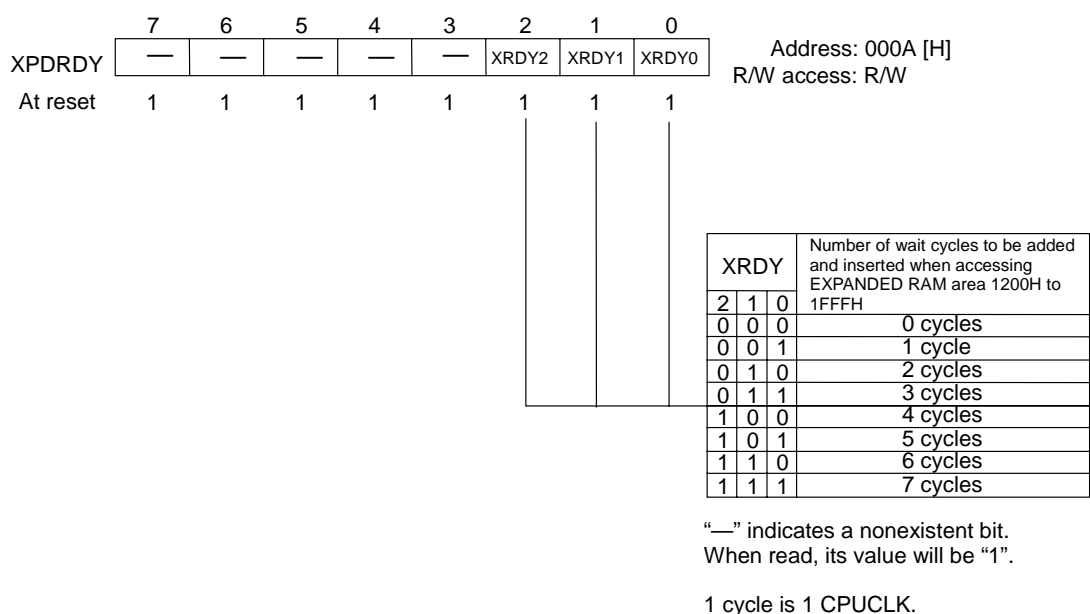 7 6 5 4 3 2 1 0
XPDRDY — — — — — XRDY2 XRDY1 XRDY0
Address: 000A [H]
R/W access: R/W
At reset 1 1 1 1 1 1 1 1
XRDY
Number of wait cycles to be added
and inserted when accessing
EXPANDED RAM area 1200H to
1FFFH
2 1 0
0 0 0 0 cycles
0 0 1 1 cycle
0 1 0 2 cycles
0 1 1 3 cycles
1 0 0 4 cycles
1 0 1 5 cycles
1 1 0 6 cycles
1 1 1 7 cycles
“—” indicates a nonexistent bit.
When read, its value will be “1”.
1 cycle is 1 CPUCLK.